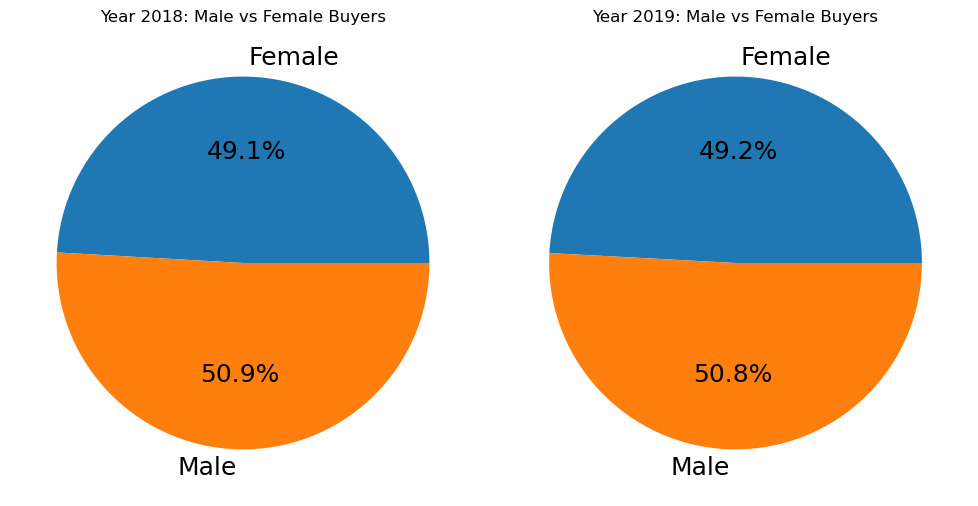 Year 2018: Male vs Female Buyers
Female
49.1%
50.9%
Male
Year 2019: Male vs Female Buyers
Female
49.2%
50.8%
Male